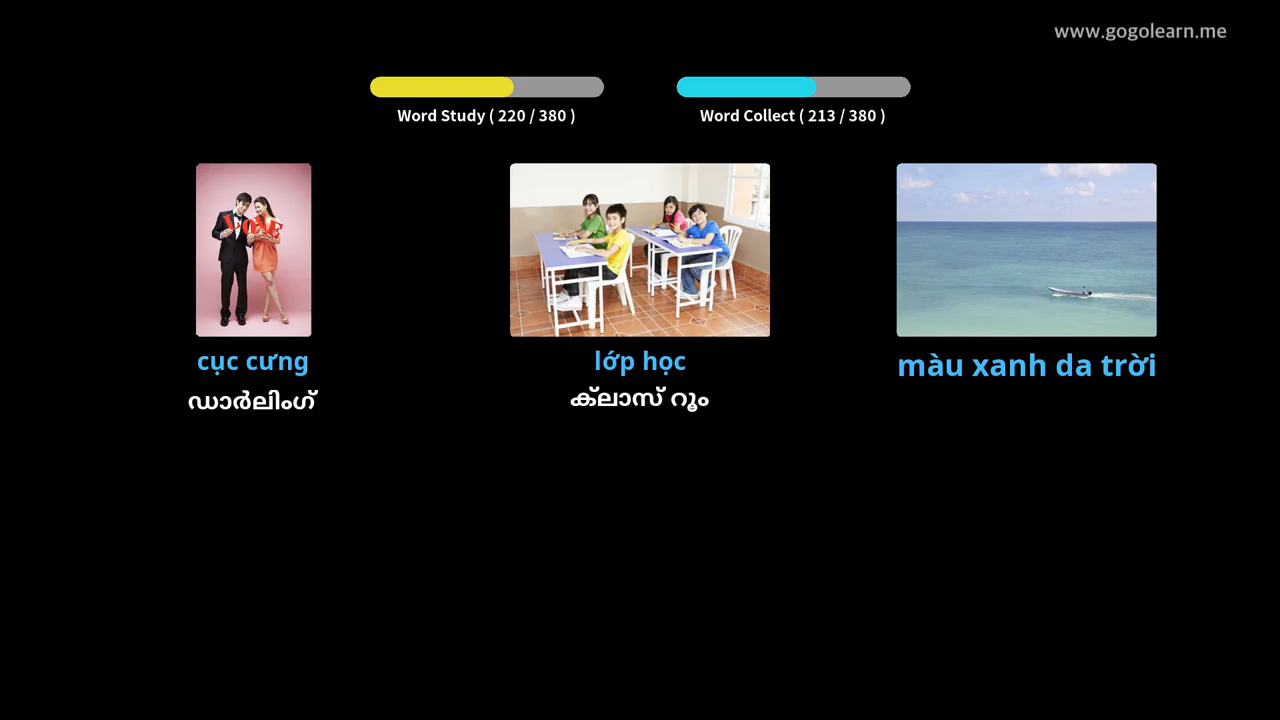 www.gogolearn.me
Word Study ( 220 / 380 )
Word Collect ( 213 / 380 )
LOVE
cục cưng
lớp học
màu xanh da trời
ഡാർലിംഗ്
ക്ലാസ് റൂം